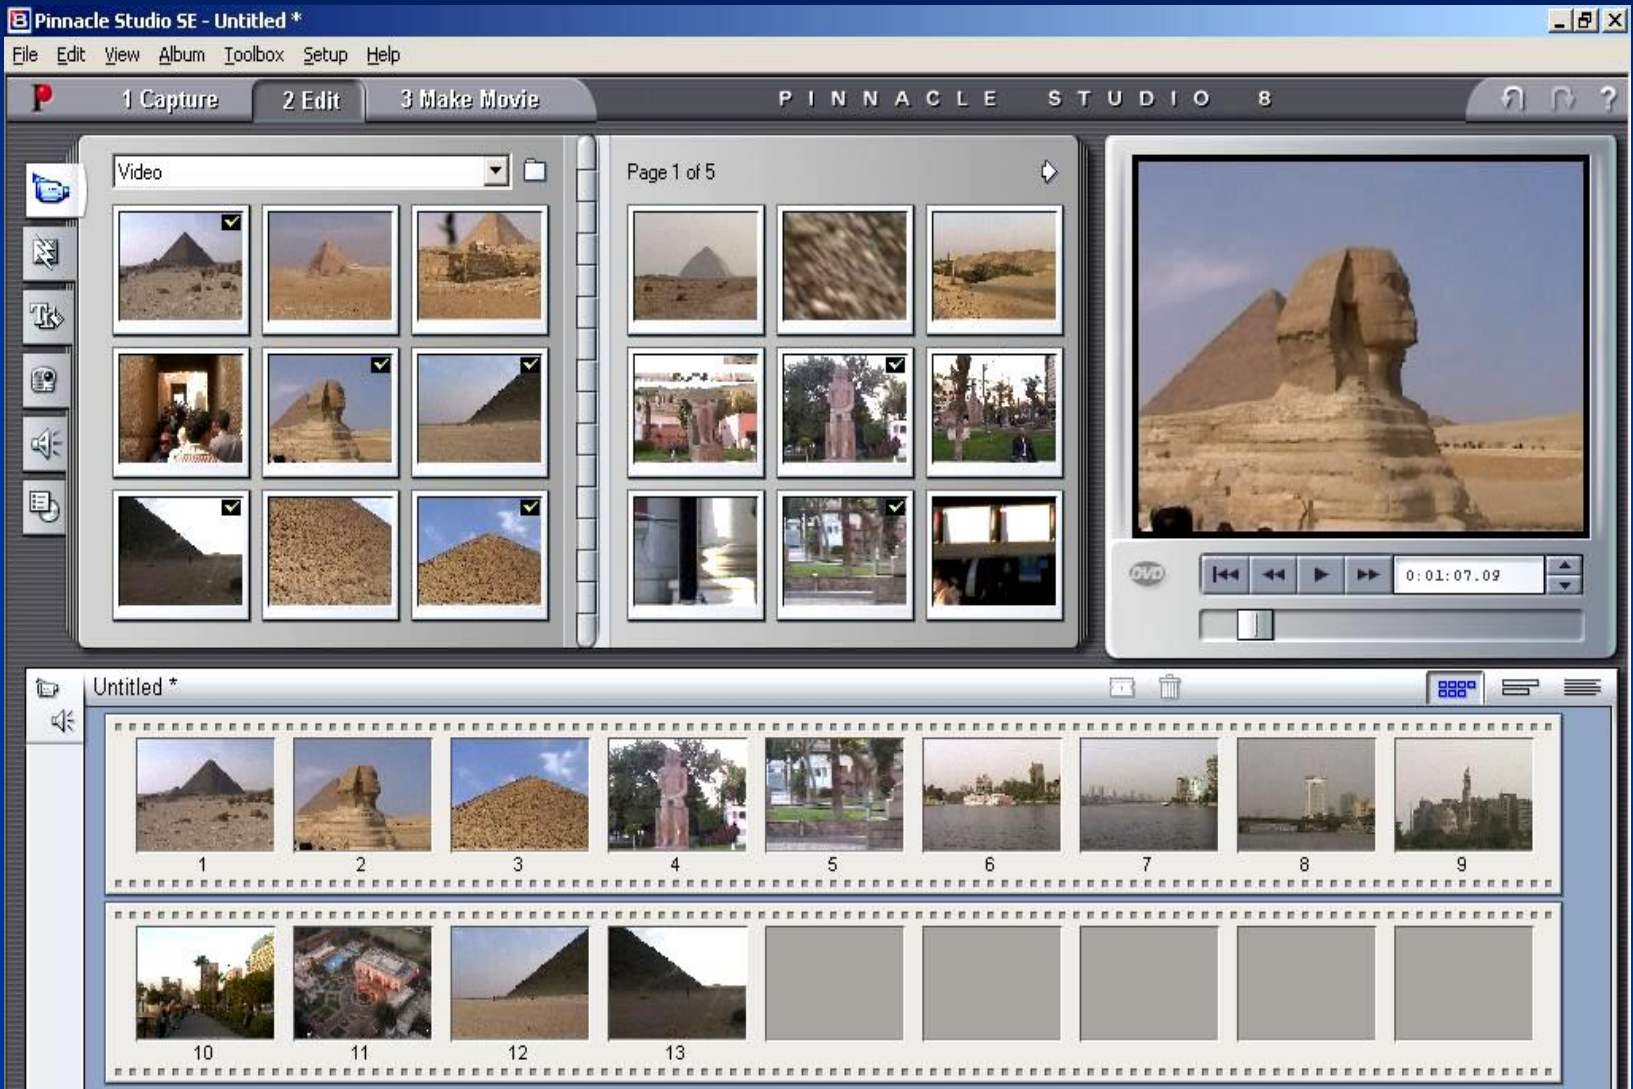 Pinnacle Studio SE - Untitled *
File Edit View Album Toolbox Setup Help
1 Capture 2 Edit 3 Make Movie PINNACLE STUDIO 8 ?
Video
Page 1 of 5
DVD
0:01:07.09
Untitled *
1 2 3 4 5 6 7 8 9
10 11 12 13